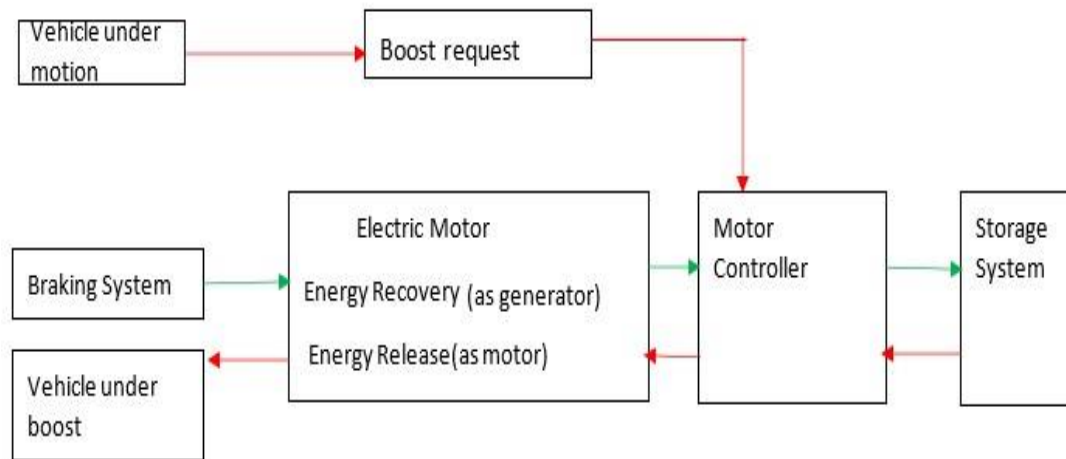 Vehicle under
motion
Boost request
Electric Motor
Energy Recovery (as generator)
Energy Release(as motor)
Motor
Controller
Storage
System
Braking System
Vehicle under
boost